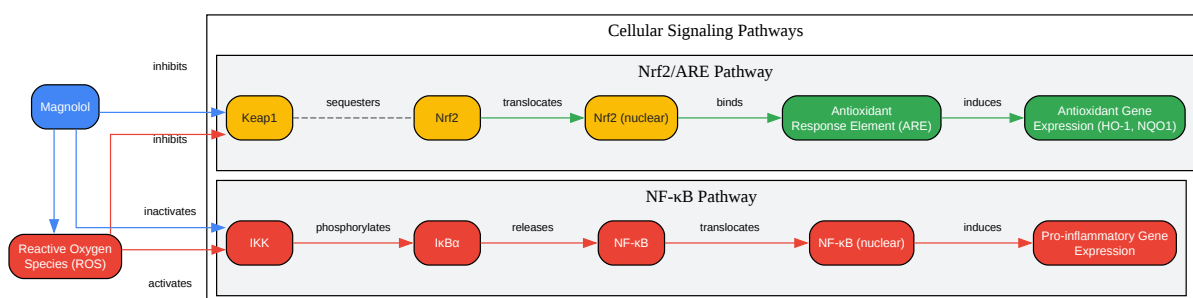 Cellular Signaling Pathways
Nrf2/ARE Pathway
inhibits
Magnolol
Keap1
sequesters
Nrf2
translocates
Nrf2 (nuclear)
binds
Antioxidant
Response Element (ARE)
induces
Antioxidant Gene
Expression (HO-1, NQO1)
inhibits
NF-κB Pathway
inactivates
Reactive Oxygen
Species (ROS)
IKK
phosphorylates
IκBα
releases
NF-κB
translocates
NF-κB (nuclear)
induces
Pro-inflammatory Gene
Expression
activates